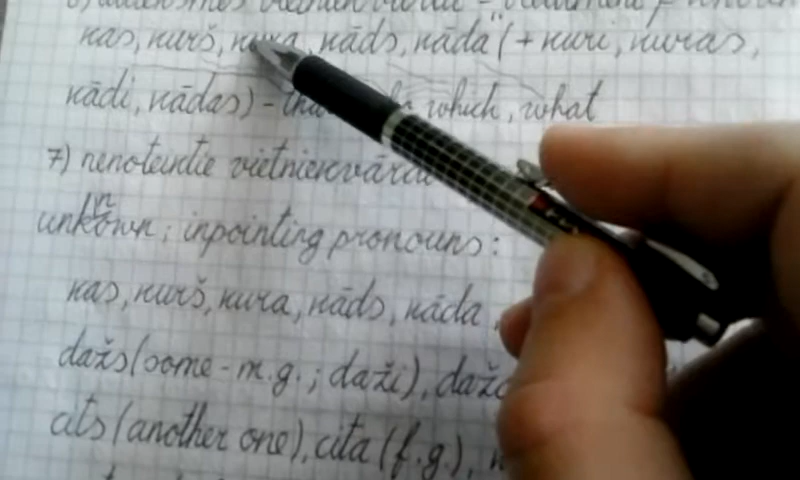 kas, kurš, kura, kāds, kāda (+ kuri, kuras,
kādi, kādas) - which, what
7) nenoteiktie vietniekvārdi
unknown; inpointing pronouns:
kas, kurš, kura, kāds, kāda,
dažs (some - m.g.; daži), daža
cits (another one), cita (f.g.),